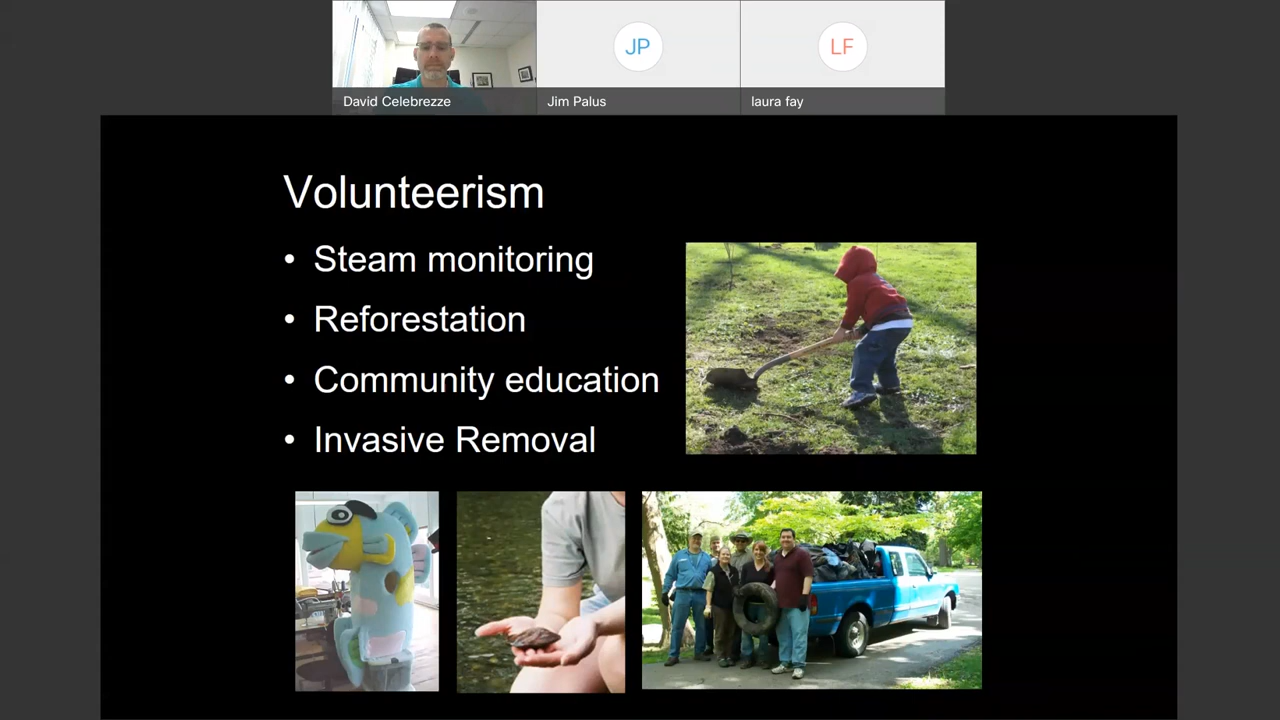 JP
LF
David Celebrezze
Jim Palus
laura fay
Volunteerism
• Steam monitoring
• Reforestation
• Community education
• Invasive Removal